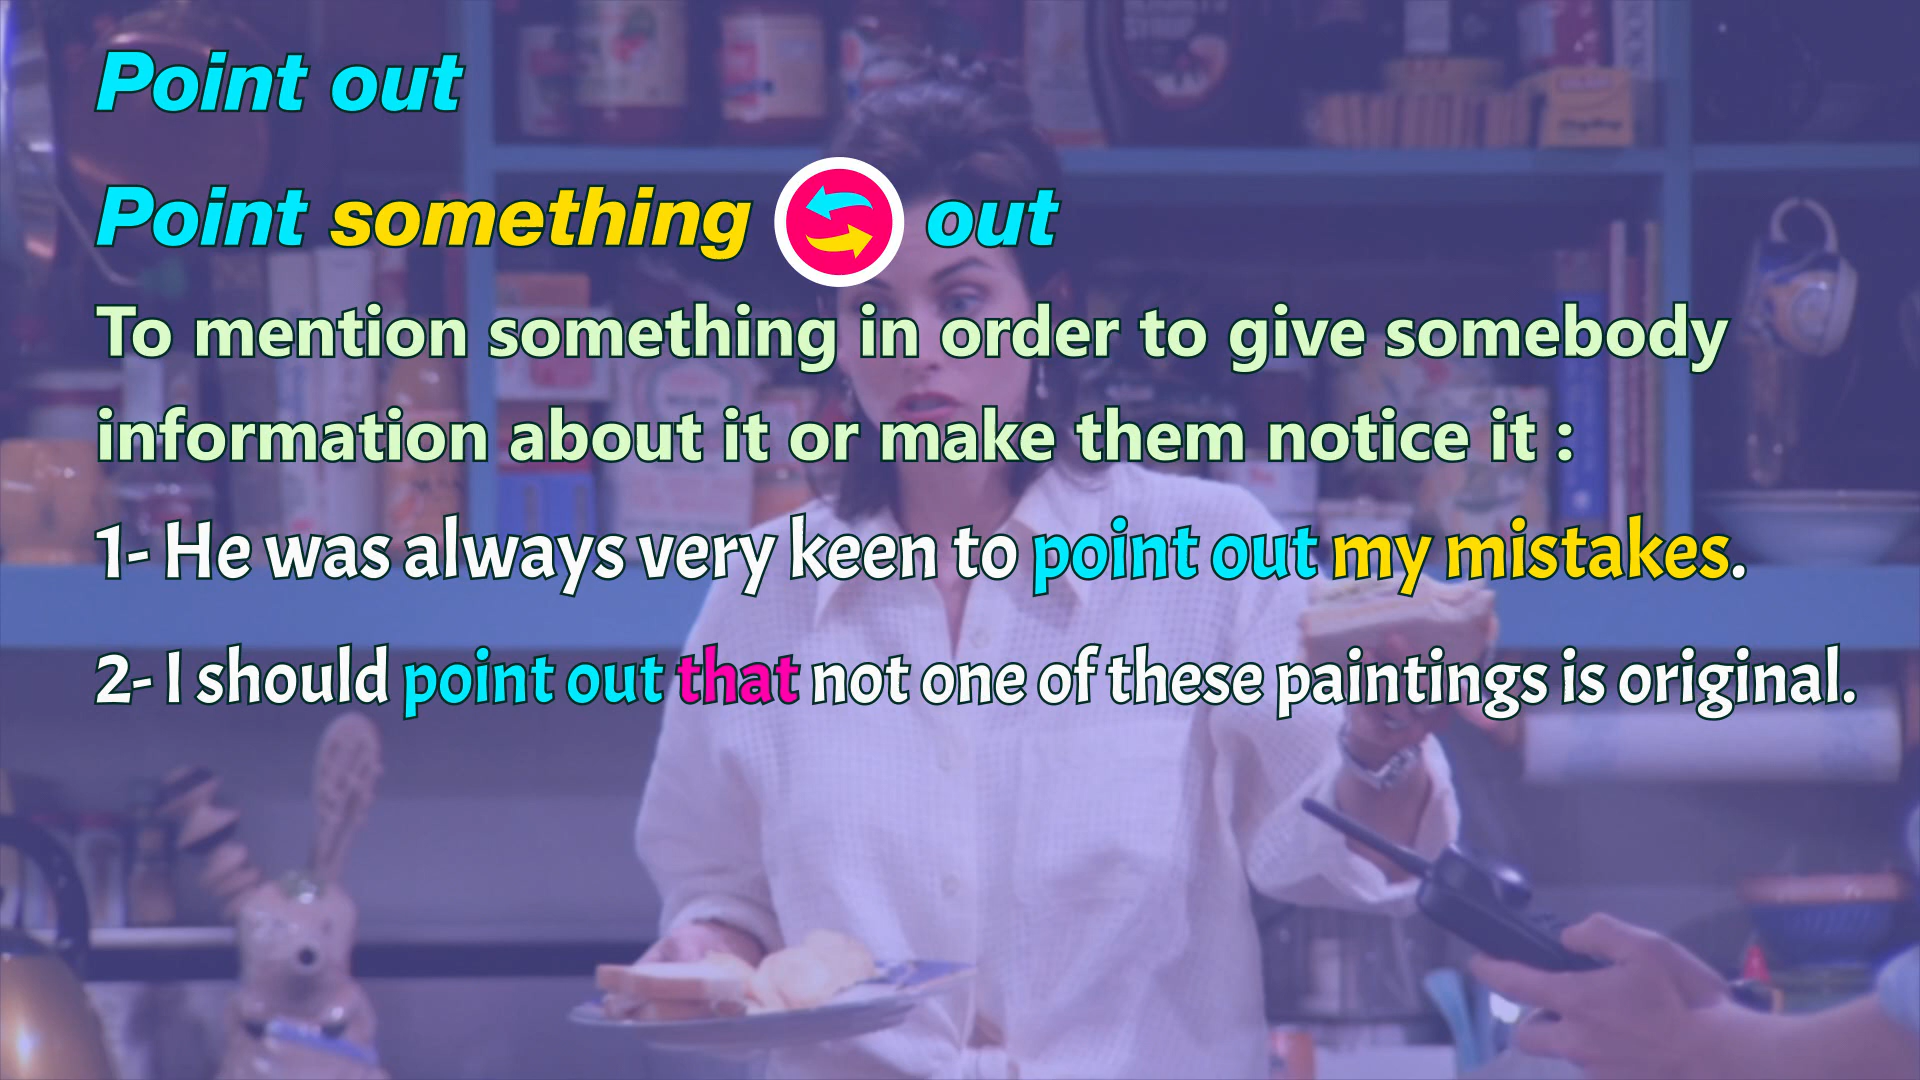 Point out
Point something out
To mention something in order to give somebody
information about it or make them notice it :
1- He was always very keen to point out my mistakes.
2- I should point out that not one of these paintings is original.
SYRUP